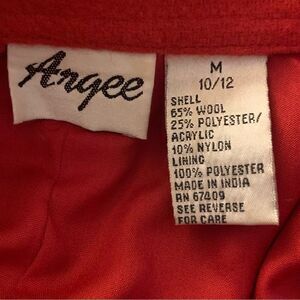 Angee
M
10/12
SHELL
65% WOOL
25% POLYESTER/
ACRYLIC
10% NYLON
LINING
100% POLYESTER
MADE IN INDIA
RN 67409
SEE REVERSE
FOR CARE